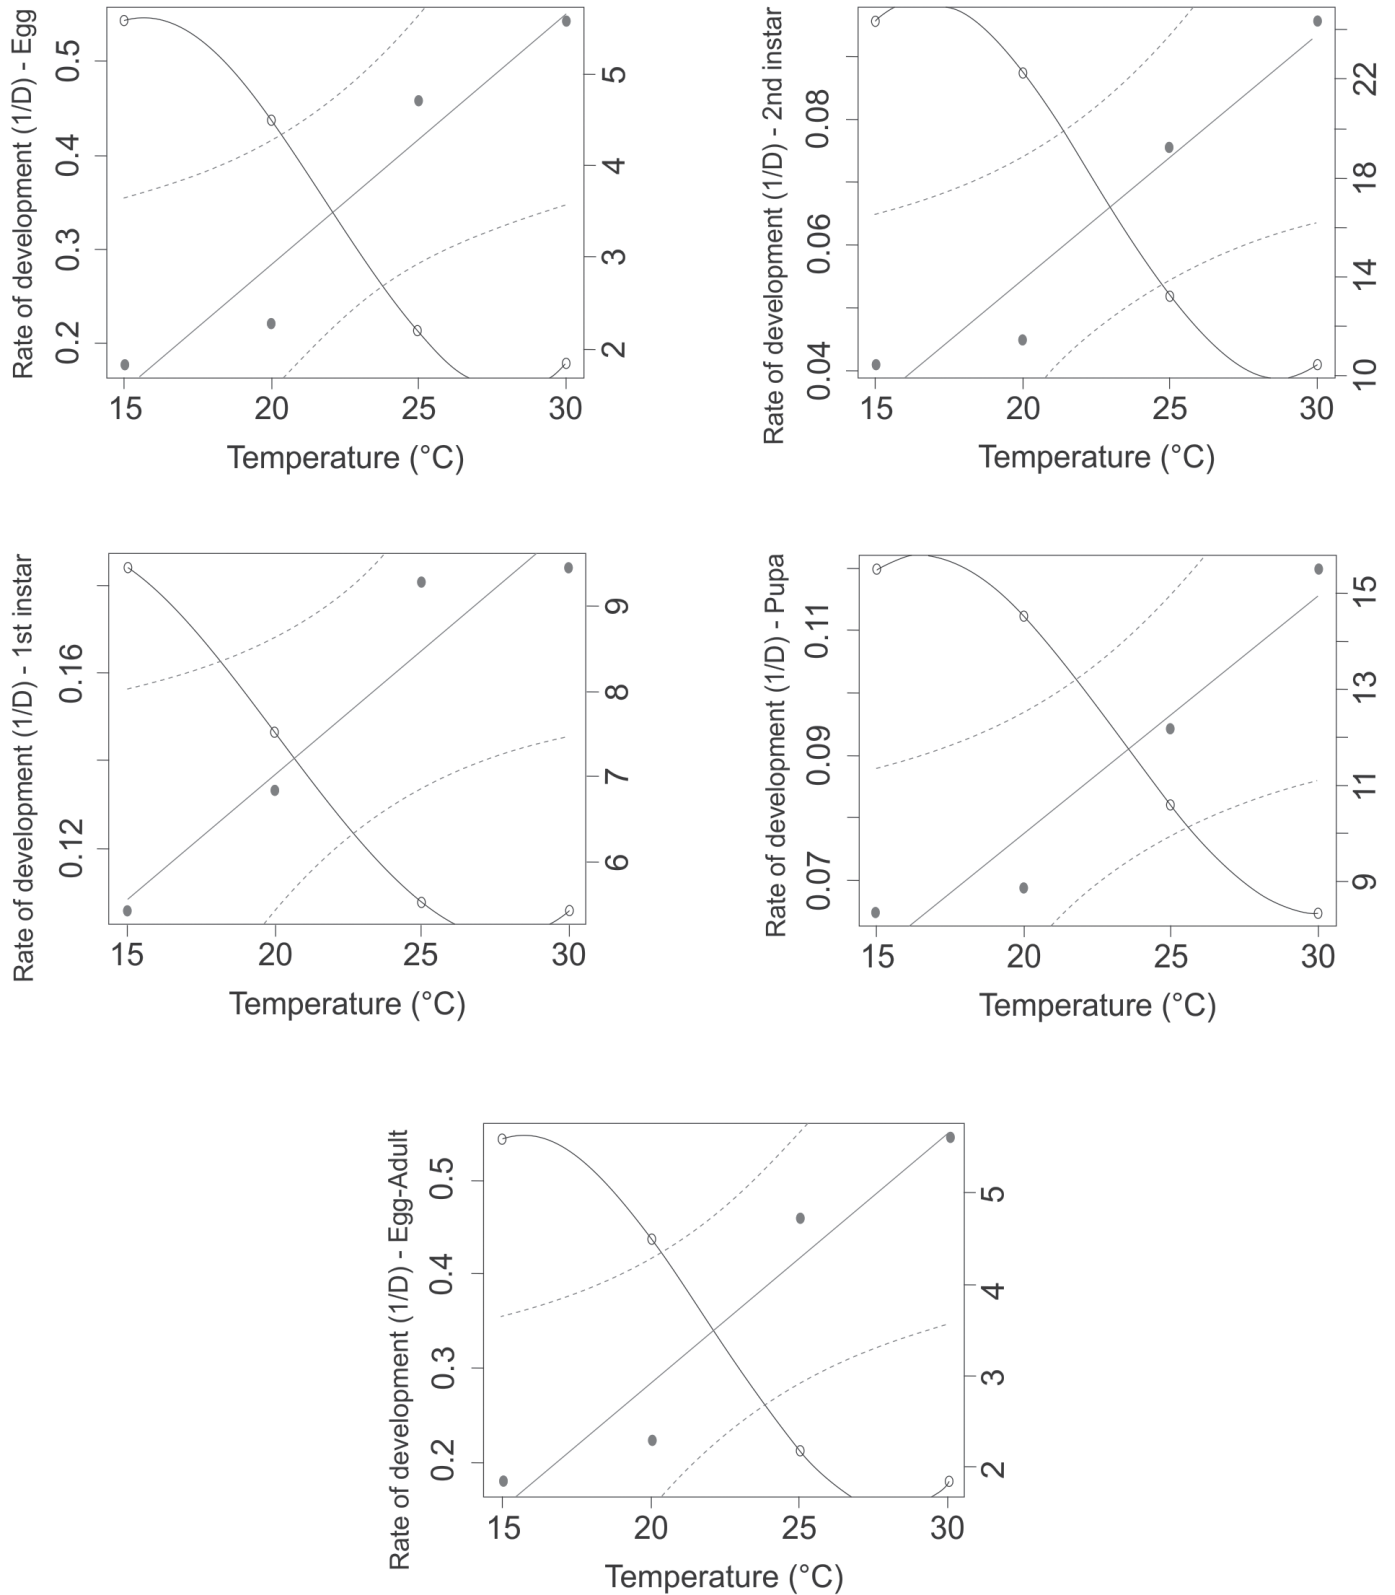 Rate of development (1/D) - Egg
0.5
0.4
0.3
0.2
5
4
3
2
15 20 25 30
Temperature (°C)
Rate of development (1/D) - 2nd instar
0.08
0.06
0.04
22
18
14
10
15 20 25 30
Temperature (°C)
Rate of development (1/D) - 1st instar
0.16
0.12
9
8
7
6
15 20 25 30
Temperature (°C)
Rate of development (1/D) - Pupa
0.11
0.09
0.07
15
13
11
9
15 20 25 30
Temperature (°C)
Rate of development (1/D) - Egg-Adult
0.5
0.4
0.3
0.2
5
4
3
2
15 20 25 30
Temperature (°C)